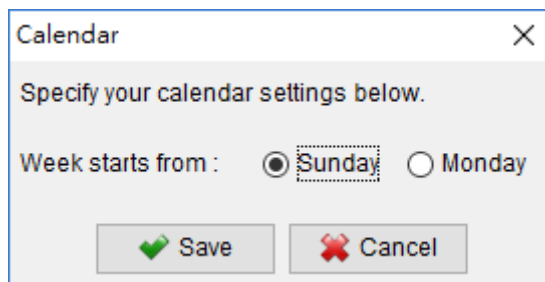 Calendar
Specify your calendar settings below.
Week starts from : Sunday Monday
Save Cancel